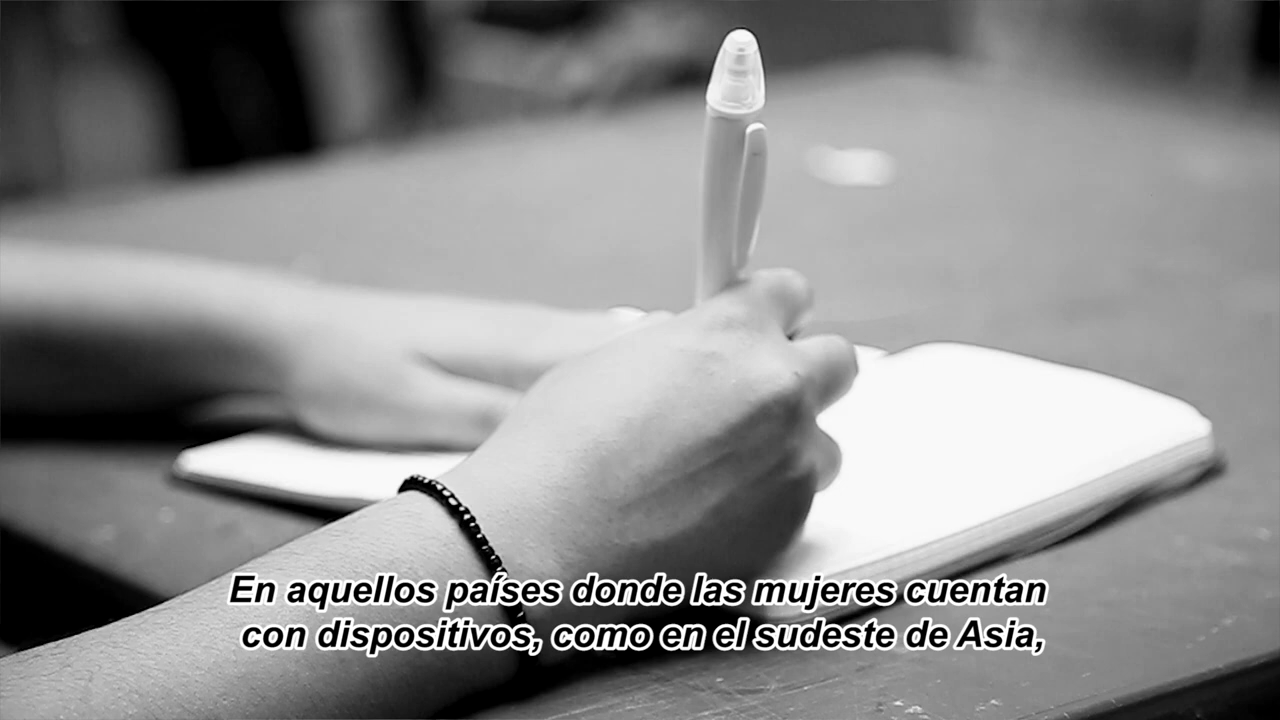 En aquellos países donde las mujeres cuentan
con dispositivos, como en el sudeste de Asia,